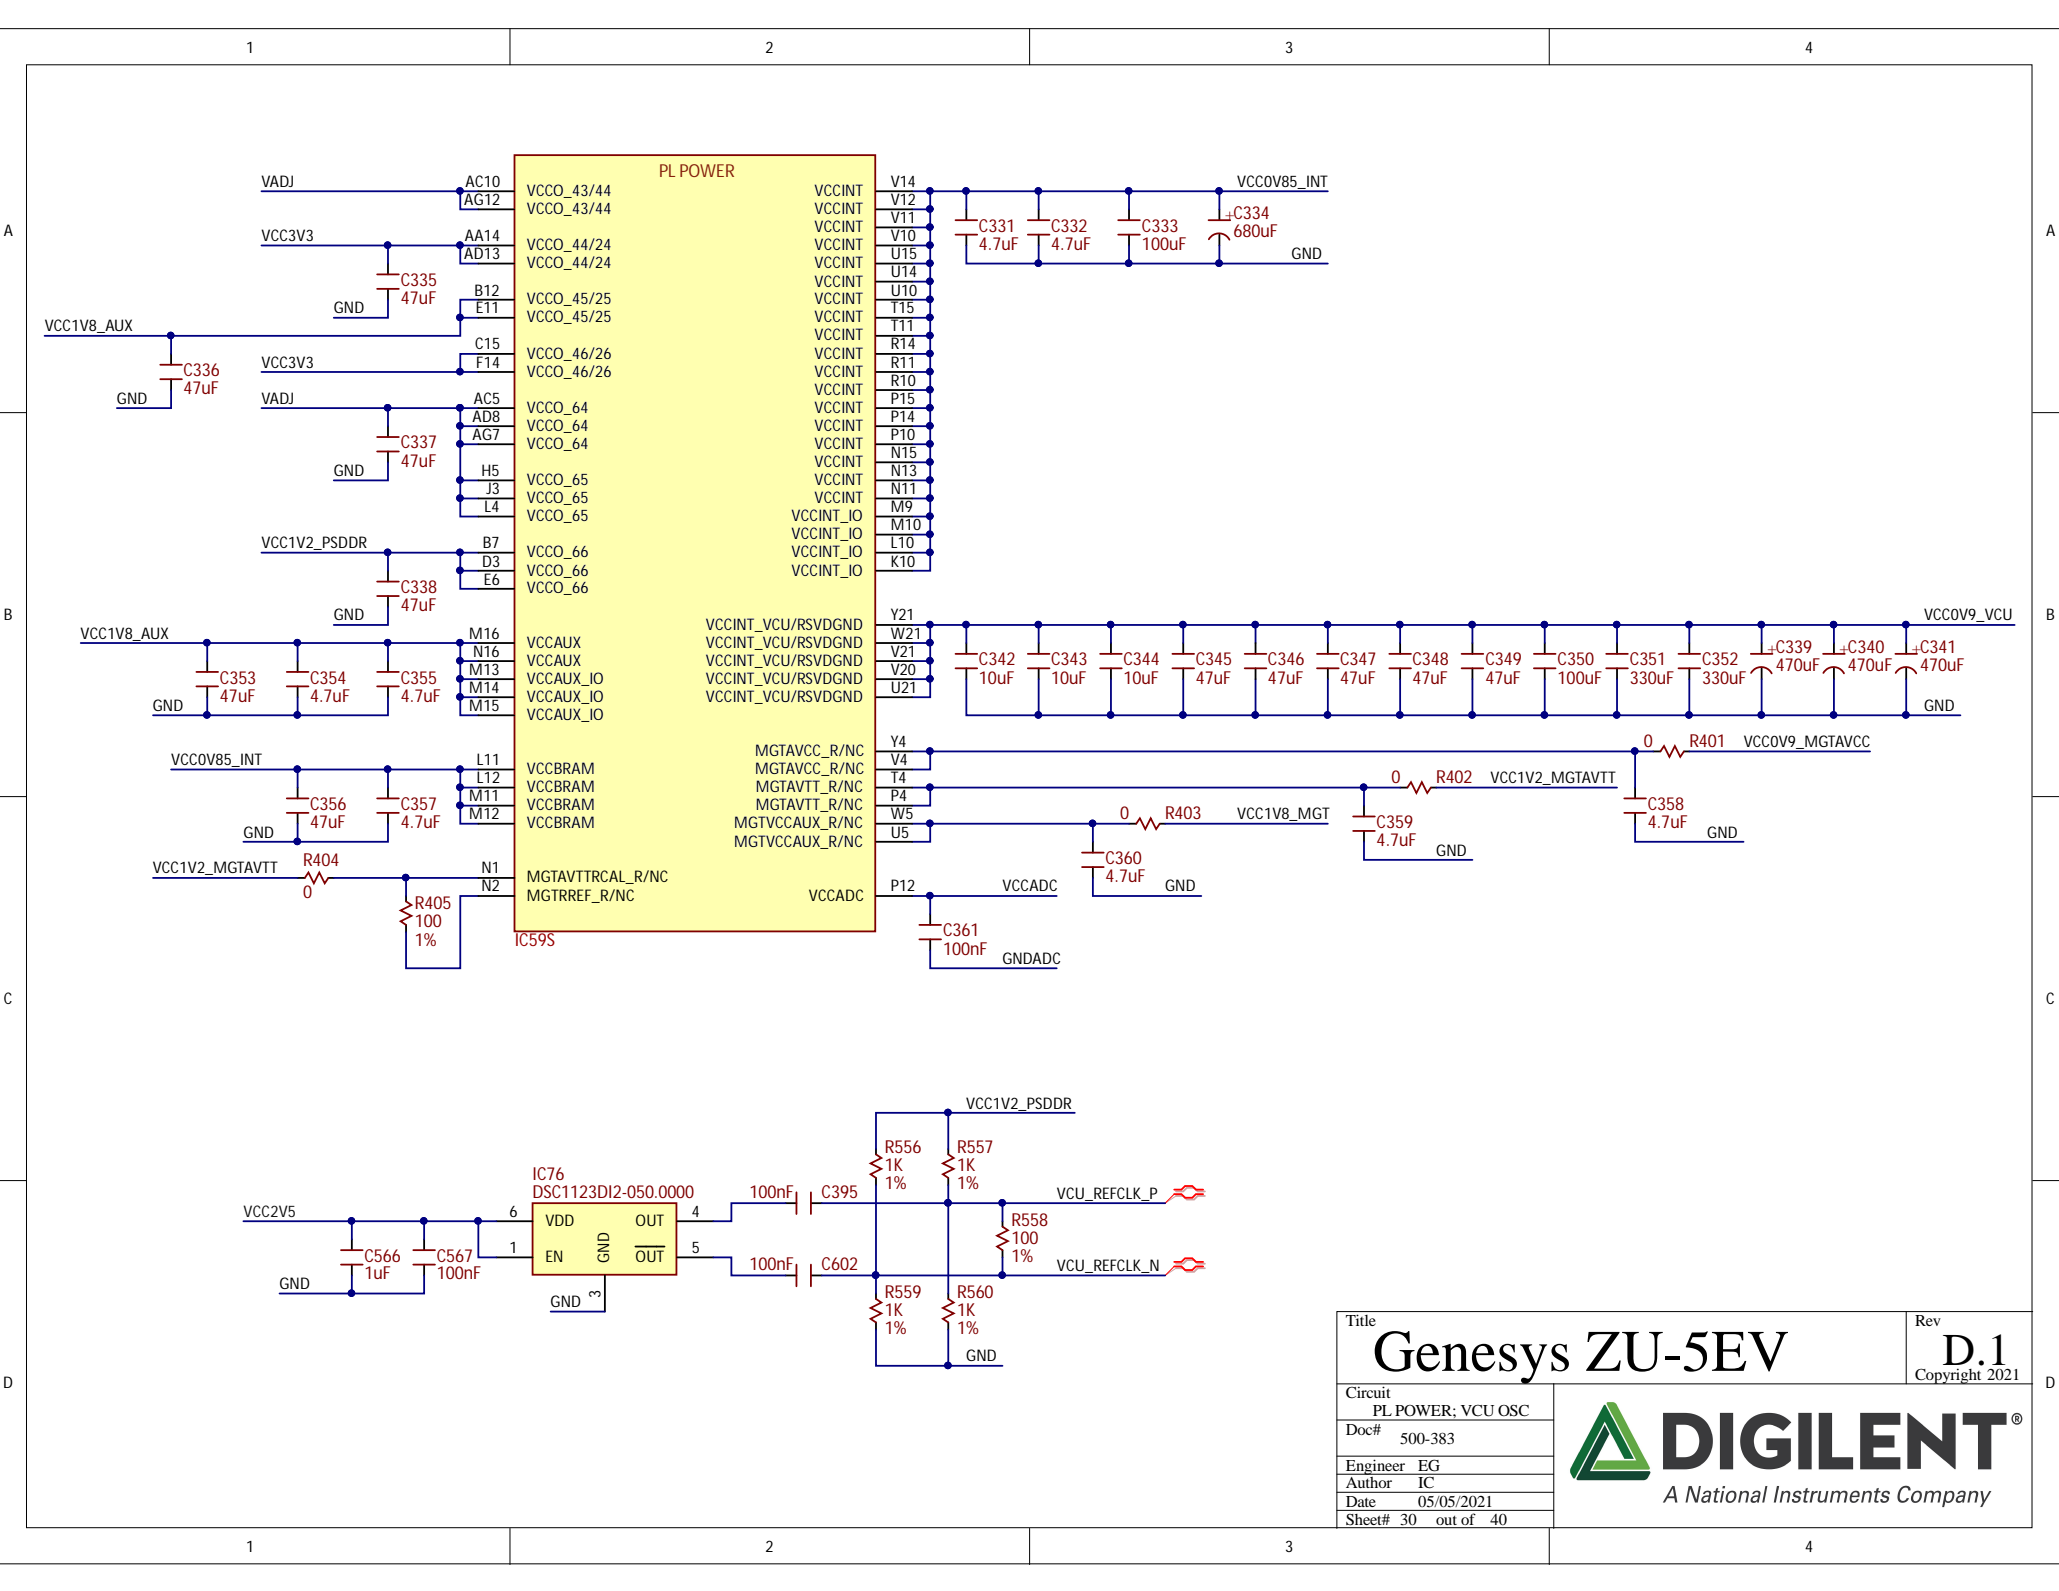 1 2 3 4
A A
B B
C C
D D
PL POWER
VADJ
AC10 VCCO_43/44
AG12 VCCO_43/44
VCC3V3
AA14 VCCO_44/24
AD13 VCCO_44/24
C335
47uF
GND
B12 VCCO_45/25
E11 VCCO_45/25
VCC1V8_AUX
C336
47uF
GND
C15 VCCO_46/26
VCC3V3
F14 VCCO_46/26
VADJ
AC5 VCCO_64
AD8 VCCO_64
AG7 VCCO_64
C337
47uF
GND
H5 VCCO_65
J3 VCCO_65
L4 VCCO_65
VCC1V2_PSDDR
B7 VCCO_66
D3 VCCO_66
E6 VCCO_66
C338
47uF
GND
VCC1V8_AUX
M16 VCCAUX
N16 VCCAUX
M13 VCCAUX_IO
M14 VCCAUX_IO
M15 VCCAUX_IO
C353
47uF
C354
4.7uF
C355
4.7uF
GND
VCC0V85_INT
L11 VCCBRAM
L12 VCCBRAM
M11 VCCBRAM
M12 VCCBRAM
C356
47uF
C357
4.7uF
GND
VCC1V2_MGTAVTT
R404
0
N1 MGTAVTTRCAL_R/NC
N2 MGTRREF_R/NC
R405
100
1%
IC59S
VCCINT V14
VCCINT V12
VCCINT V11
VCCINT V10
VCCINT U15
VCCINT U14
VCCINT U10
VCCINT T15
VCCINT T11
VCCINT R14
VCCINT R11
VCCINT R10
VCCINT P15
VCCINT P14
VCCINT P10
VCCINT N15
VCCINT N13
VCCINT N11
VCCINT_IO M9
VCCINT_IO M10
VCCINT_IO L10
VCCINT_IO K10
VCC0V85_INT
C331
4.7uF
C332
4.7uF
C333
100uF
+C334
680uF
GND
VCCINT_VCU/RSVDGND Y21
VCCINT_VCU/RSVDGND W21
VCCINT_VCU/RSVDGND V21
VCCINT_VCU/RSVDGND V20
VCCINT_VCU/RSVDGND U21
VCC0V9_VCU
C342
10uF
C343
10uF
C344
10uF
C345
47uF
C346
47uF
C347
47uF
C348
47uF
C349
47uF
C350
100uF
C351
330uF
C352
330uF
+C339
470uF
+C340
470uF
+C341
470uF
GND
MGTAVCC_R/NC Y4
MGTAVCC_R/NC V4
MGTAVTT_R/NC T4
MGTAVTT_R/NC P4
MGTVCCAUX_R/NC W5
MGTVCCAUX_R/NC U5
0 R401 VCC0V9_MGTAVCC
0 R402 VCC1V2_MGTAVTT
0 R403 VCC1V8_MGT
C358
4.7uF
GND
C359
4.7uF
GND
C360
4.7uF
GND
VCCADC P12
VCCADC
C361
100nF
GNDADC
VCC1V2_PSDDR
R556
1K
1%
R557
1K
1%
IC76
DSC1123DI2-050.0000
VCC2V5
6 VDD OUT 4
1 EN GND OUT 5
3
GND
C566
1uF
C567
100nF
GND
100nF C395
VCU_REFCLK_P
R558
100
1%
100nF C602
VCU_REFCLK_N
R559
1K
1%
R560
1K
1%
GND
Title
Genesys ZU-5EV
Rev
D.1
Copyright 2021
Circuit
PL POWER; VCU OSC
Doc# 500-383
Engineer EG
Author IC
Date 05/05/2021
Sheet# 30 out of 40
DIGILENT®
A National Instruments Company
1 2 3 4